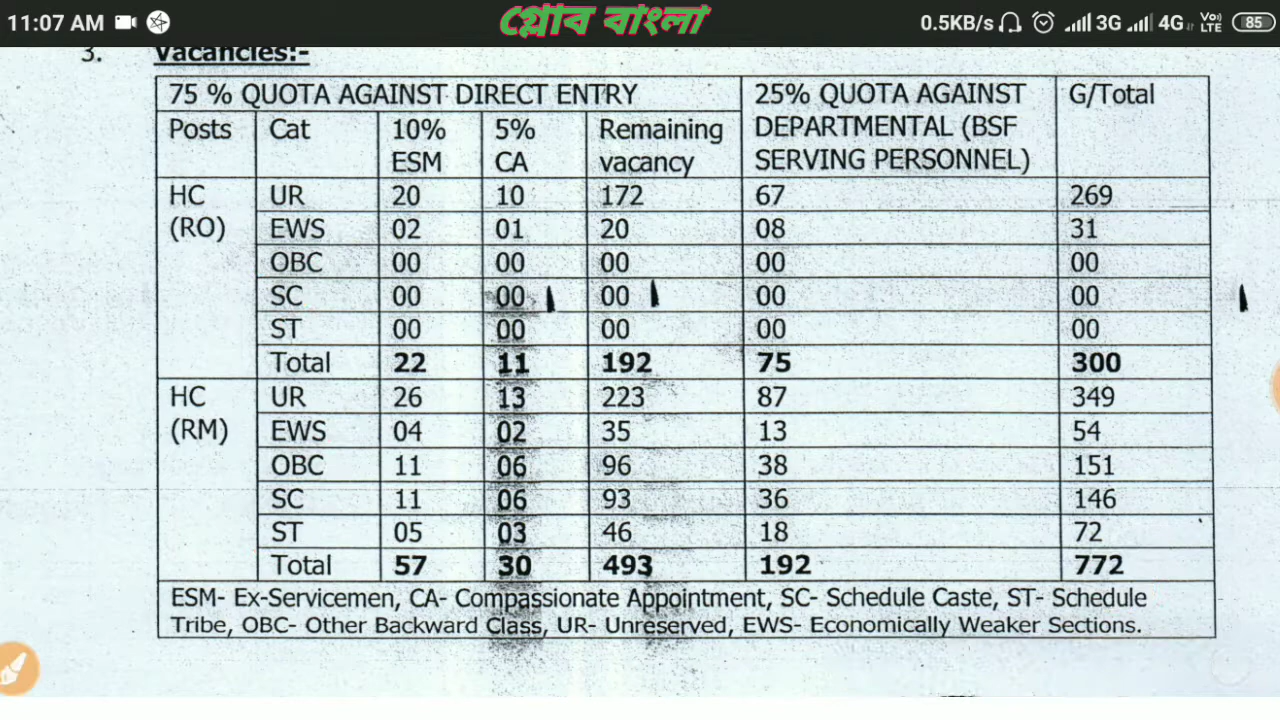 11:07 AM গ্লোব বাংলা 0.5KB/s 3G 4G Vo)) LTE 85
3. Vacancies:-
75 % QUOTA AGAINST DIRECT ENTRY 25% QUOTA AGAINST DEPARTMENTAL (BSF SERVING PERSONNEL) G/Total
Posts Cat 10% ESM 5% CA Remaining vacancy
HC (RO) UR 20 10 172 67 269
EWS 02 01 20 08 31
OBC 00 00 00 00 00
SC 00 00 00 00 00
ST 00 00 00 00 00
Total 22 11 192 75 300
HC (RM) UR 26 13 223 87 349
EWS 04 02 35 13 54
OBC 11 06 96 38 151
SC 11 06 93 36 146
ST 05 03 46 18 72
Total 57 30 493 192 772
ESM- Ex-Servicemen, CA- Compassionate Appointment, SC- Schedule Caste, ST- Schedule
Tribe, OBC- Other Backward Class, UR- Unreserved, EWS- Economically Weaker Sections.